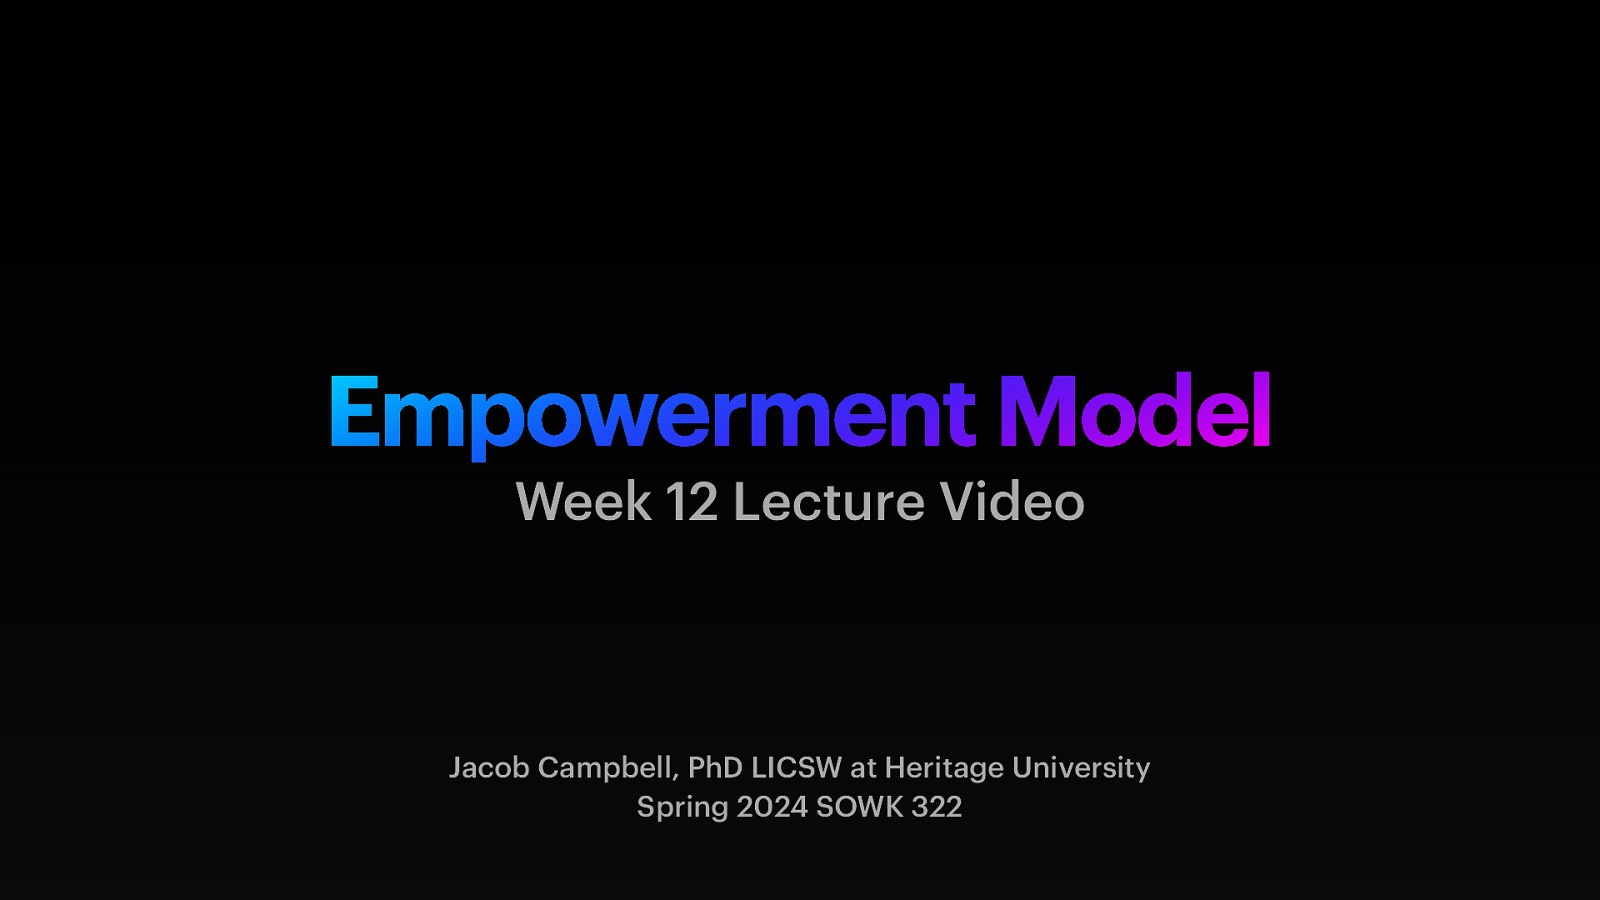 Empowerment Model
Week 12 Lecture Video
Jacob Campbell, PhD LICSW at Heritage University
Spring 2024 SOWK 322